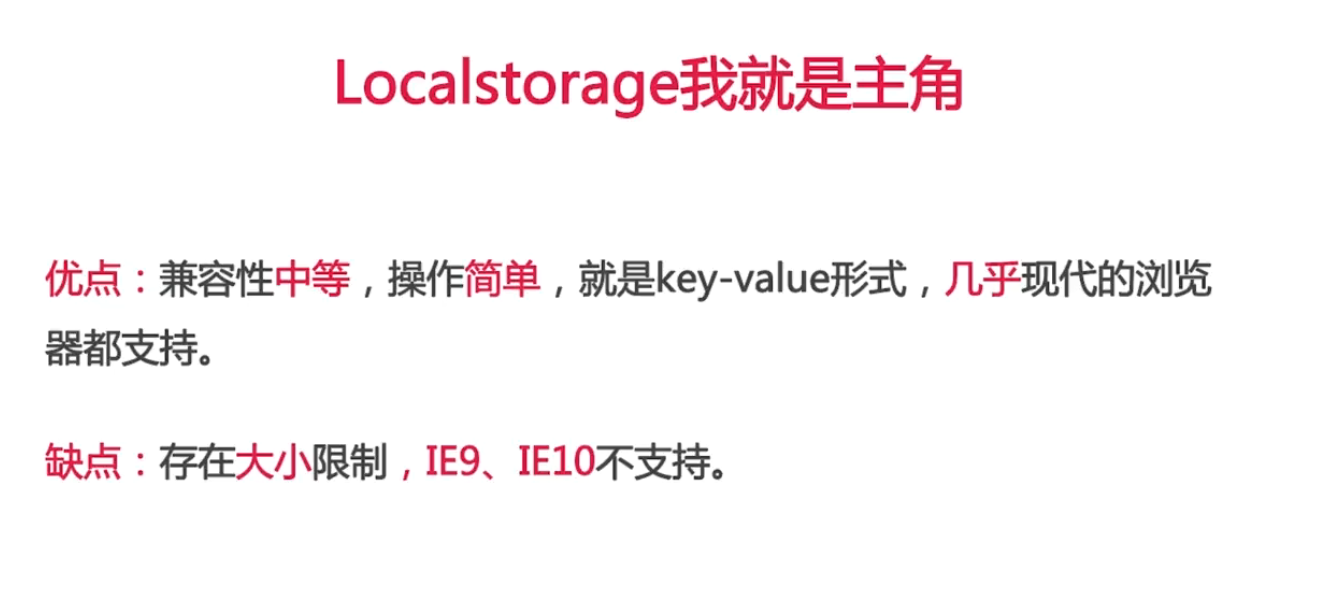 Localstorage我就是主角
优点：兼容性中等，操作简单，就是key-value形式，几乎现代的浏览
器都支持。
缺点：存在大小限制，IE9、IE10不支持。